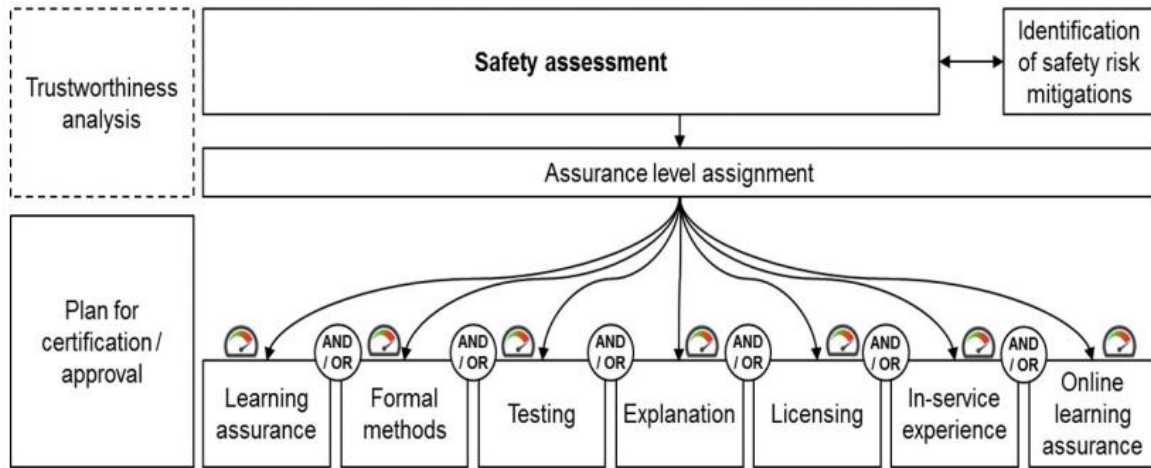 Trustworthiness
analysis
Safety assessment
Identification
of safety risk
mitigations
Assurance level assignment
Plan for
certification /
approval
AND
/ OR
AND
/ OR
AND
/ OR
AND
/ OR
AND
/ OR
AND
/ OR
Learning
assurance
Formal
methods
Testing
Explanation
Licensing
In-service
experience
Online
learning
assurance